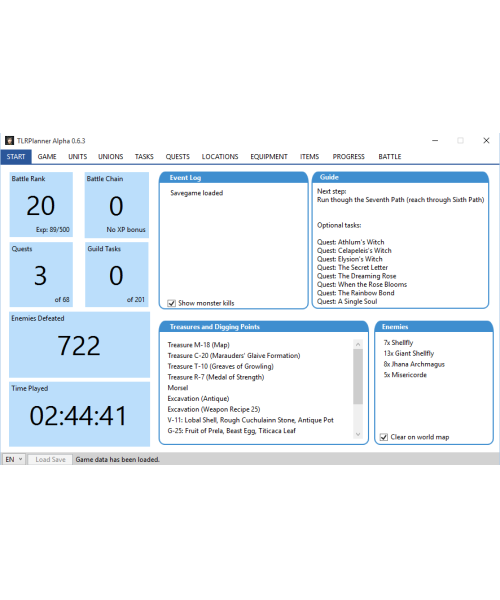 TLRPlanner Alpha 0.6.3
START GAME UNITS UNIONS TASKS QUESTS LOCATIONS EQUIPMENT ITEMS PROGRESS BATTLE
Battle Rank
20
Exp: 89/500
Battle Chain
0
No XP bonus
Quests
3
of 68
Guild Tasks
0
of 201
Enemies Defeated
722
Time Played
02:44:41
Event Log
Savegame loaded
Show monster kills
Guide
Next step:
Run though the Seventh Path (reach through Sixth Path)
Optional tasks:
Quest: Athlum's Witch
Quest: Celapaleis's Witch
Quest: Elysion's Witch
Quest: The Secret Letter
Quest: The Dreaming Rose
Quest: When the Rose Blooms
Quest: The Rainbow Bond
Quest: A Single Soul
Treasures and Digging Points
Treasure M-18 (Map)
Treasure C-20 (Marauders' Glaive Formation)
Treasure T-10 (Greaves of Growling)
Treasure R-7 (Medal of Strength)
Morsel
Excavation (Antique)
Excavation (Weapon Recipe 25)
V-11: Lobal Shell, Rough Cuchulainn Stone, Antique Pot
G-25: Fruit of Prela, Beast Egg, Titicaca Leaf
Enemies
7x Shellfly
13x Giant Shellfly
8x Jhana Archmagus
5x Misericorde
Clear on world map
EN Load Save Game data has been loaded.